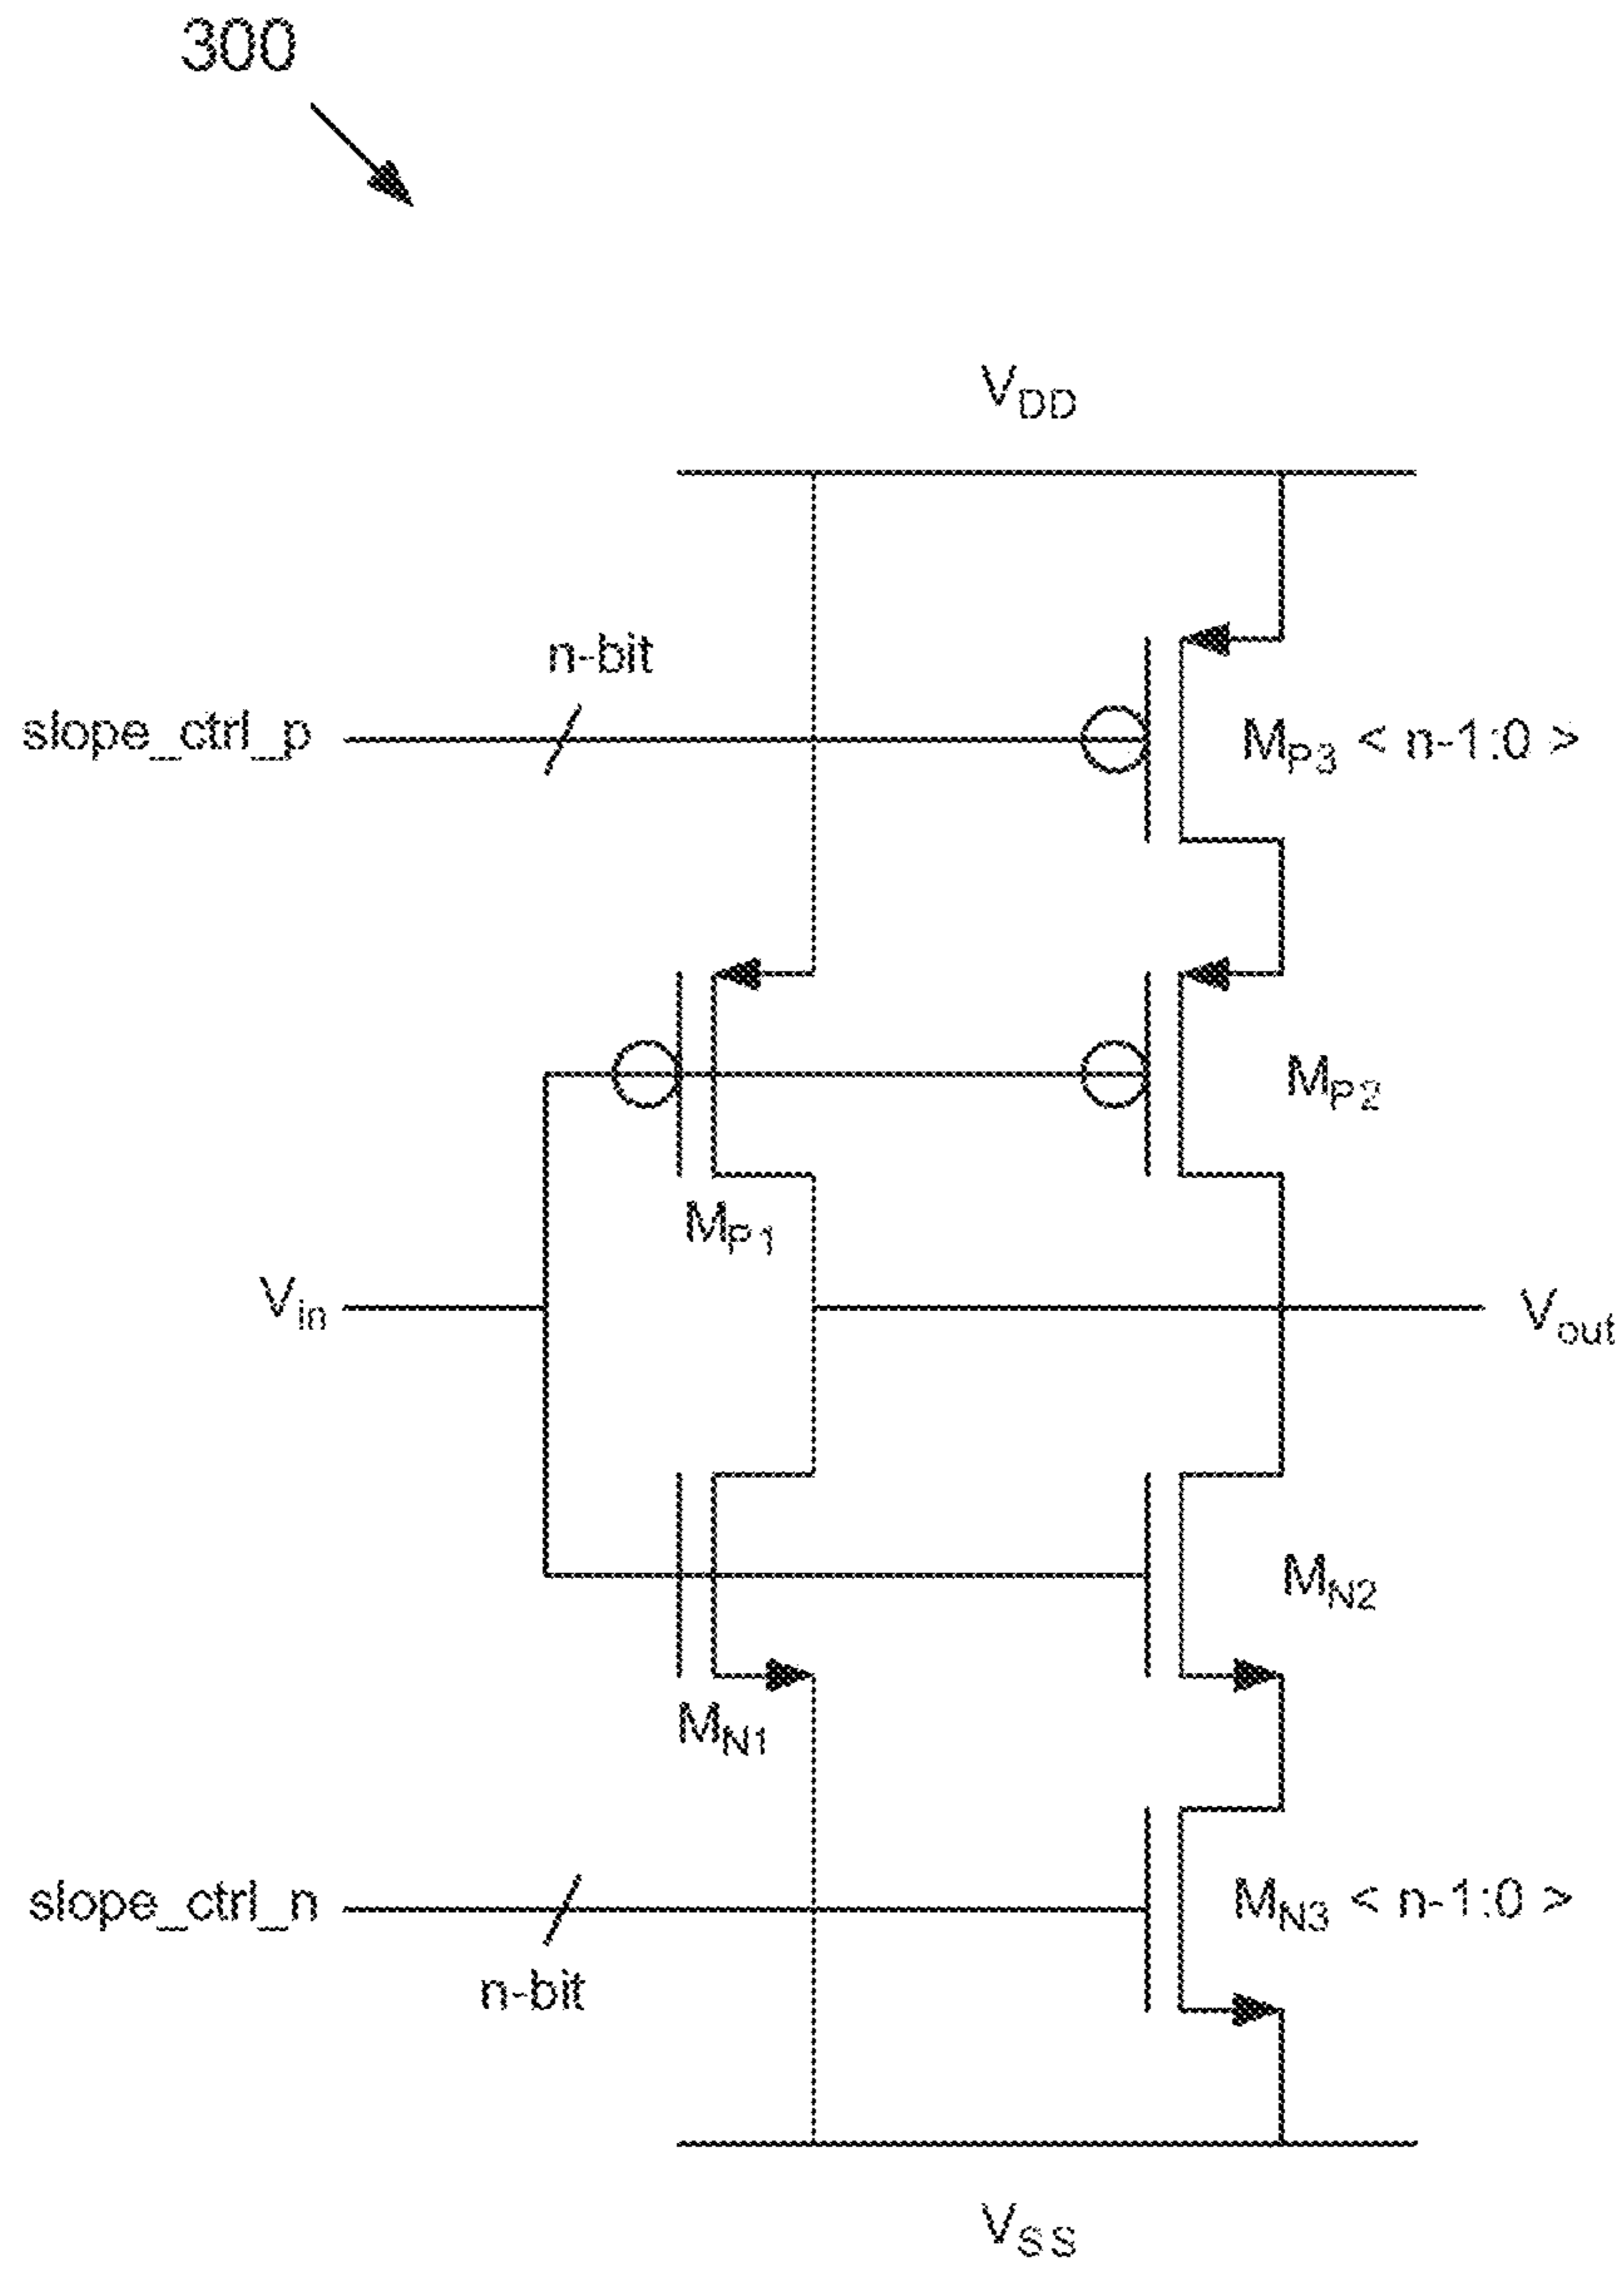 300
VDD
n-bit
slope_ctrl_p
MP3 < n-1:0 >
MP2
MP1
Vin
Vout
MN2
MN1
slope_ctrl_n
MN3 < n-1:0 >
n-bit
VSS